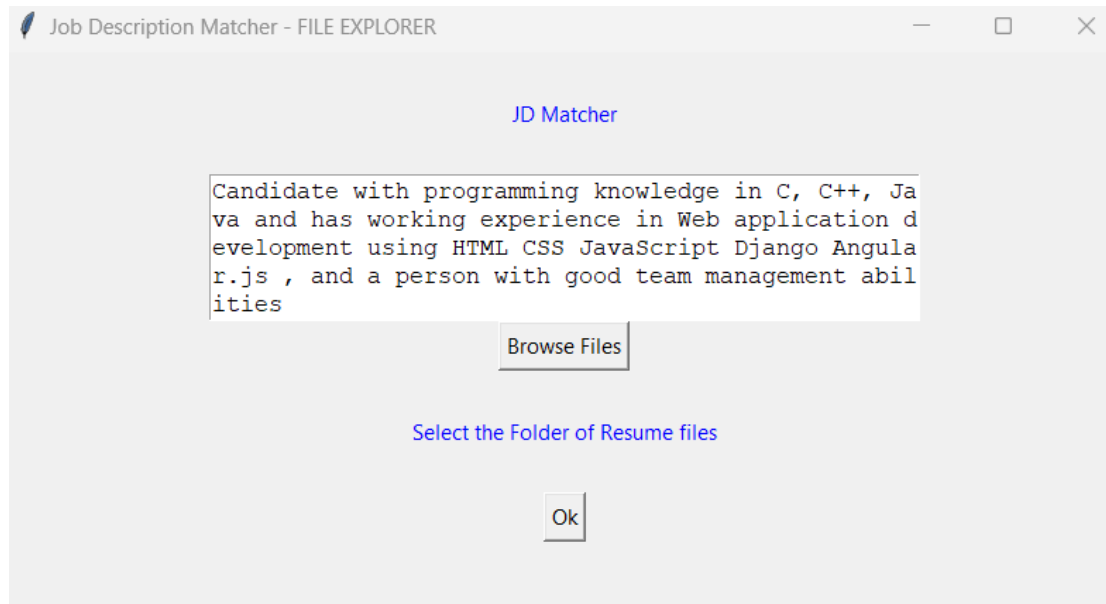 Job Description Matcher - FILE EXPLORER
JD Matcher
Candidate with programming knowledge in C, C++, Ja
va and has working experience in Web application d
evelopment using HTML CSS JavaScript Django Angula
r.js , and a person with good team management abil
ities
Browse Files
Select the Folder of Resume files
Ok